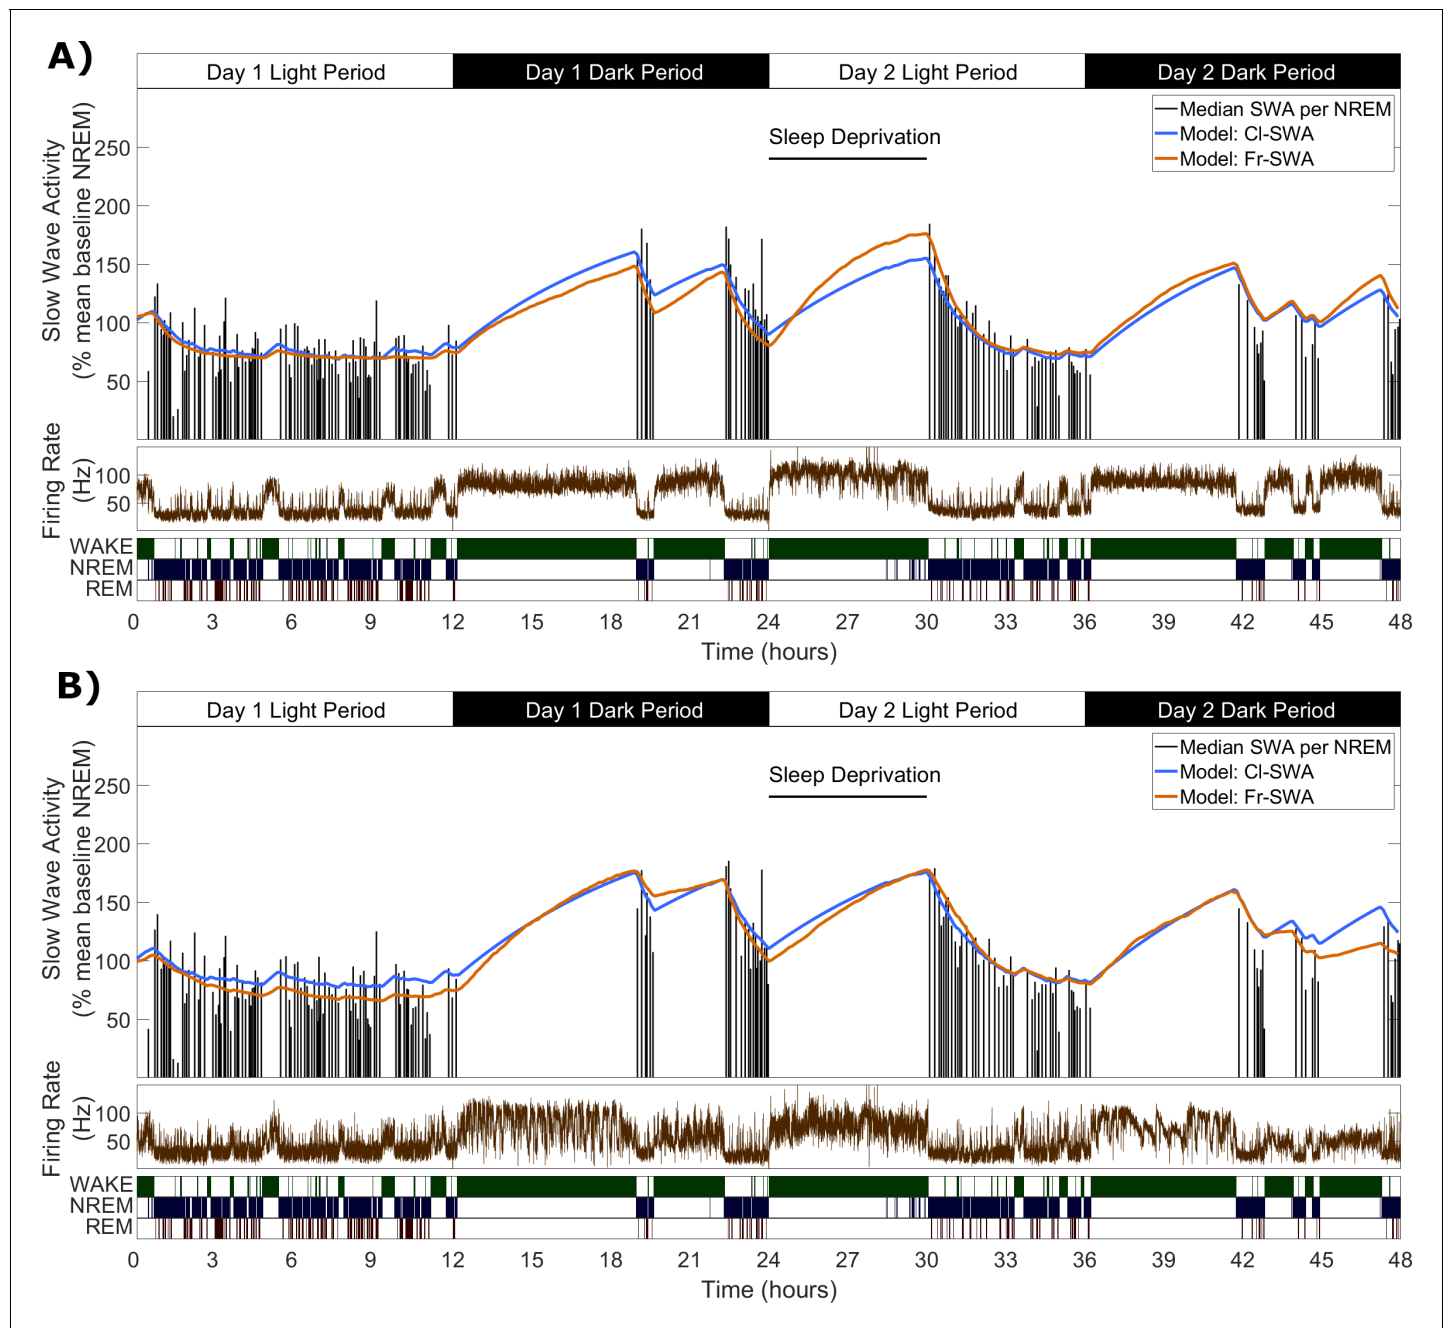 A)
Day 1 Light Period
Day 1 Dark Period
Day 2 Light Period
Day 2 Dark Period
Slow Wave Activity
(% mean baseline NREM)
250
200
150
100
50
Sleep Deprivation
Median SWA per NREM
Model: Cl-SWA
Model: Fr-SWA
Firing Rate
(Hz)
100
50
WAKE
NREM
REM
0 3 6 9 12 15 18 21 24 27 30 33 36 39 42 45 48
Time (hours)
B)
Day 1 Light Period
Day 1 Dark Period
Day 2 Light Period
Day 2 Dark Period
Slow Wave Activity
(% mean baseline NREM)
250
200
150
100
50
Sleep Deprivation
Median SWA per NREM
Model: Cl-SWA
Model: Fr-SWA
Firing Rate
(Hz)
100
50
WAKE
NREM
REM
0 3 6 9 12 15 18 21 24 27 30 33 36 39 42 45 48
Time (hours)